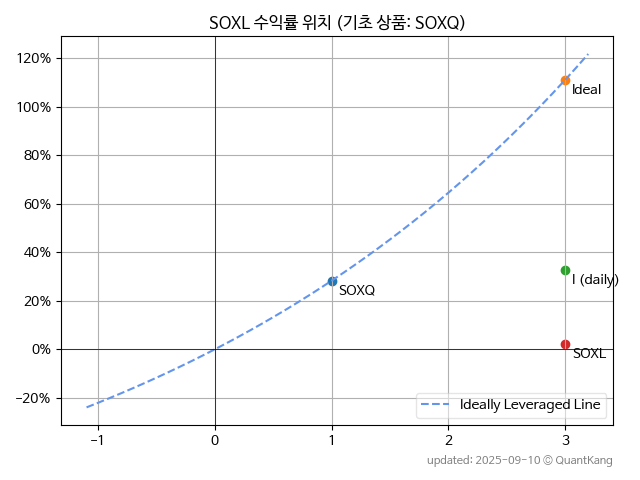 SOXL 수익률 위치 (기초 상품: SOXQ)
120%
100%
80%
60%
40%
20%
0%
−20%
Ideal
SOXQ
I (daily)
SOXL
Ideally Leveraged Line
−1 0 1 2 3
updated: 2025-09-10 © QuantKang